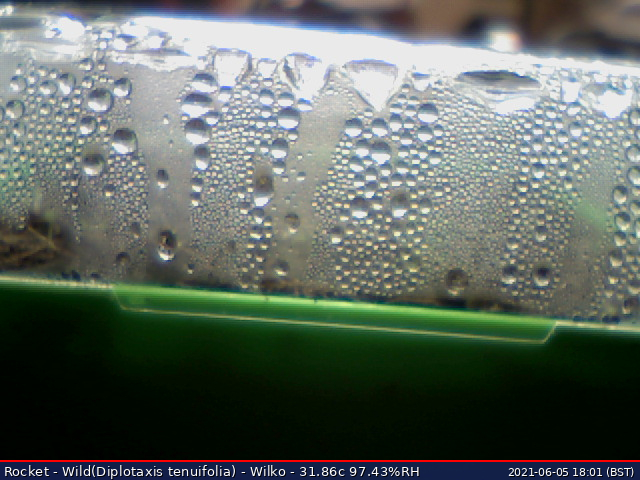 Rocket - Wild(Diplotaxis tenuifolia) - Wilko - 31.86c 97.43%RH 2021-06-05 18:01 (BST)